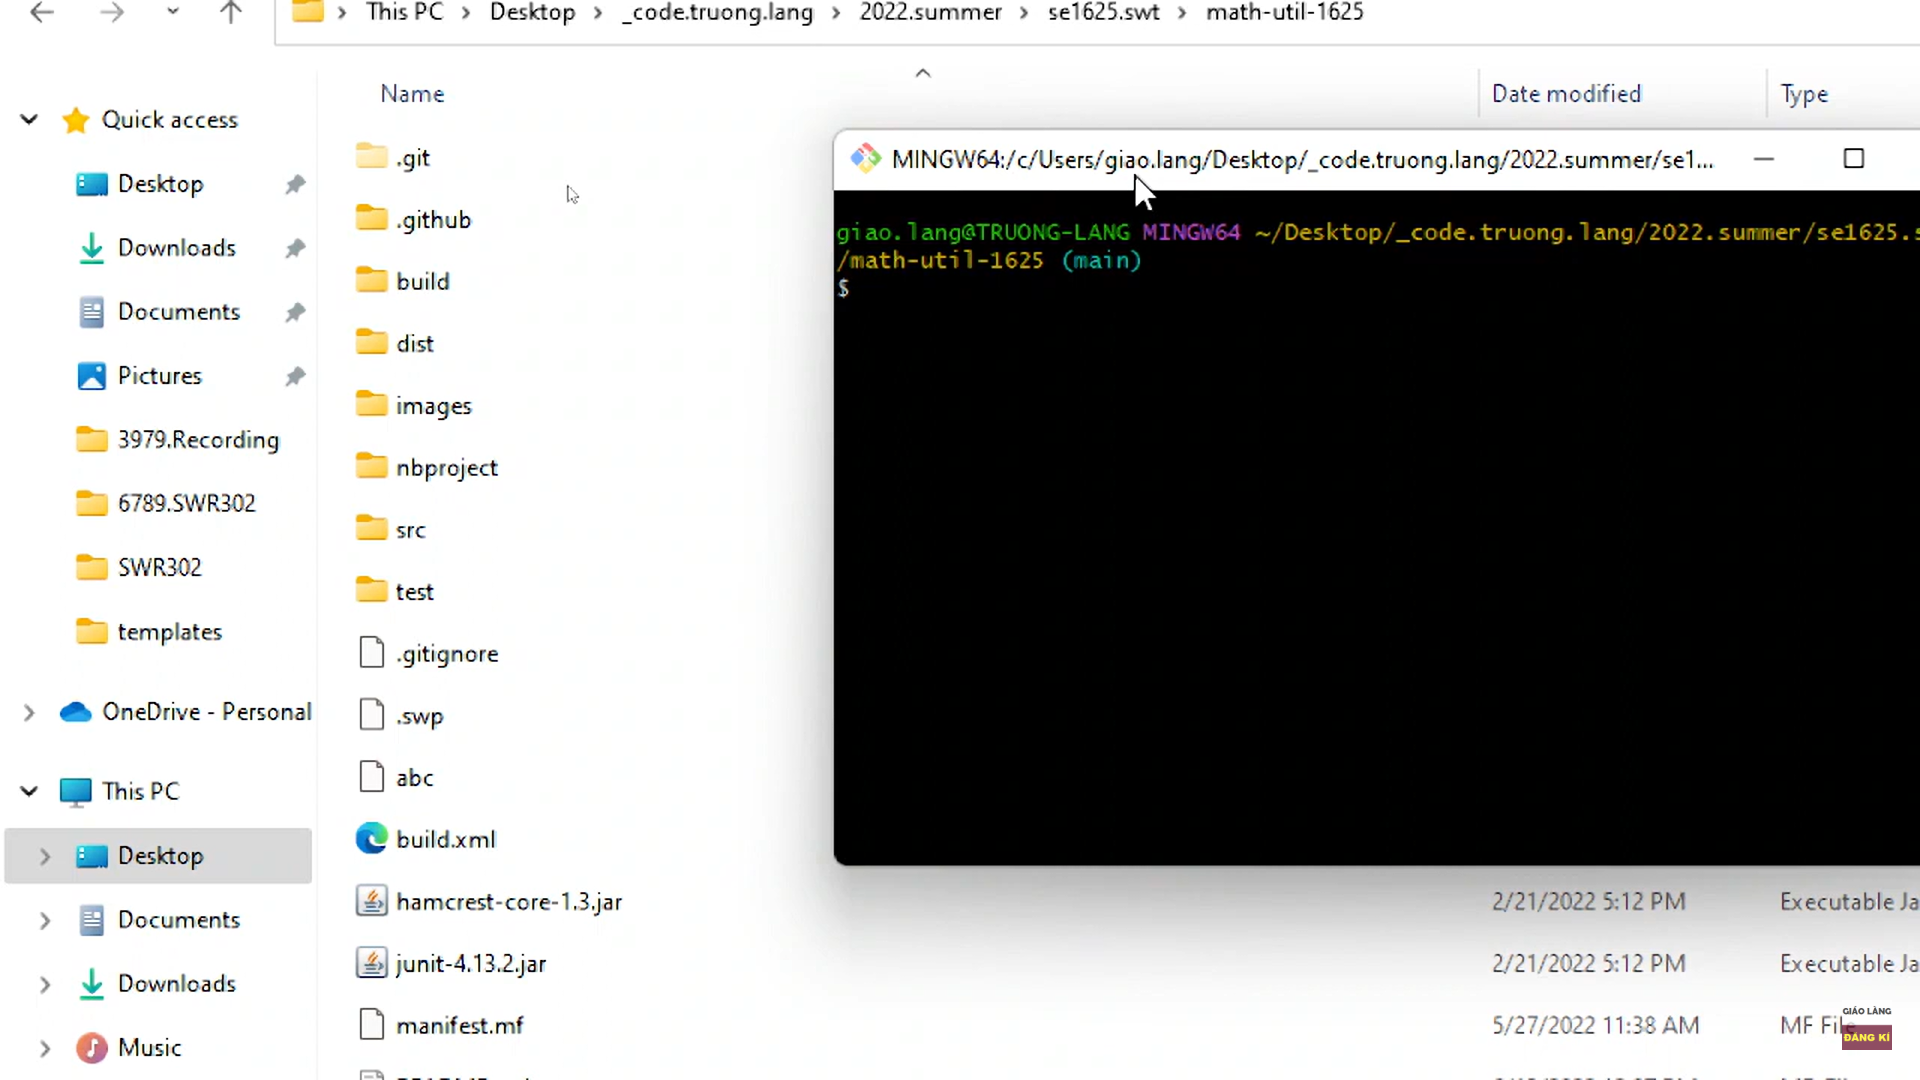 This PC > Desktop > _code.truong.lang > 2022.summer > se1625.swt > math-util-1625
Name
Date modified
Type
Quick access
Desktop
Downloads
Documents
Pictures
3979.Recording
6789.SWR302
SWR302
templates
OneDrive - Personal
This PC
Desktop
Documents
Downloads
Music
.git
.github
build
dist
images
nbproject
src
test
.gitignore
.swp
abc
build.xml
hamcrest-core-1.3.jar 2/21/2022 5:12 PM Executable Ja
junit-4.13.2.jar 2/21/2022 5:12 PM Executable Ja
manifest.mf 5/27/2022 11:38 AM MF File
MINGW64:/c/Users/giao.lang/Desktop/_code.truong.lang/2022.summer/se1...
giao.lang@TRUONG-LANG MINGW64 ~/Desktop/_code.truong.lang/2022.summer/se1625.s
/math-util-1625 (main)
$
GIÁO LÀNG
ĐĂNG KÍ